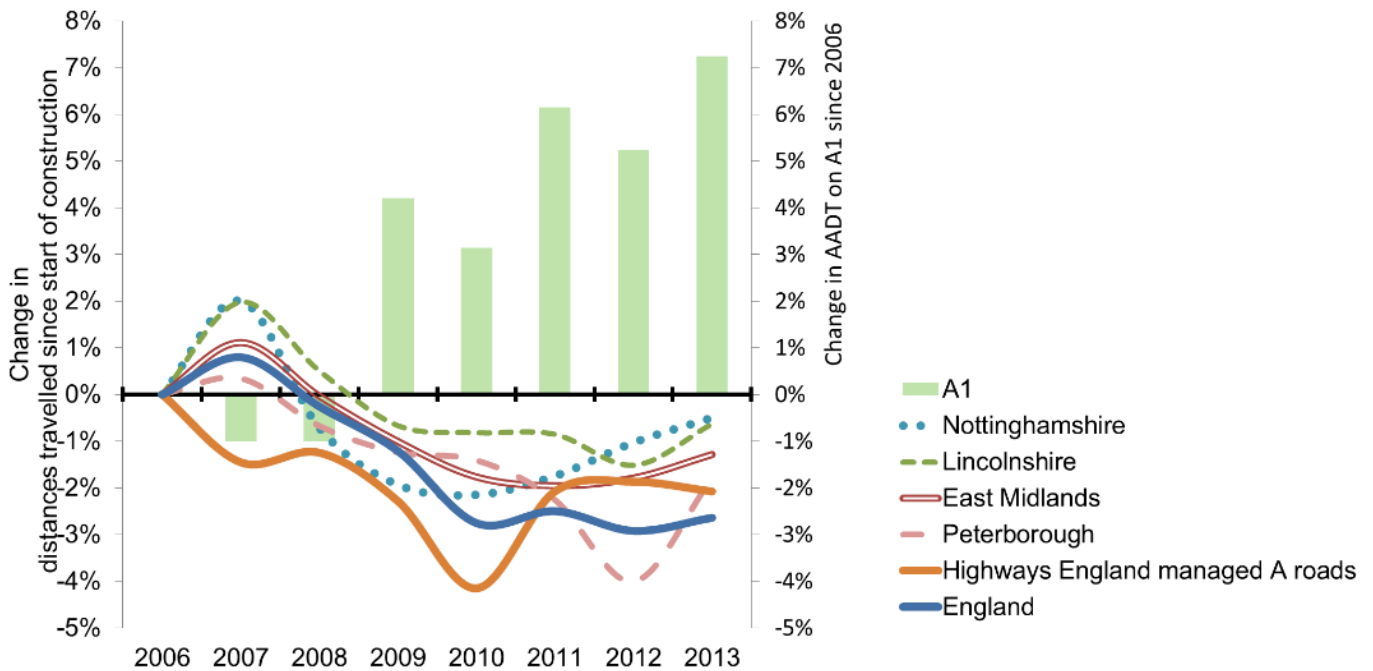 8%
7%
6%
5%
4%
3%
2%
1%
0%
-1%
-2%
-3%
-4%
-5%
Change in
distances travelled since start of construction
2006 2007 2008 2009 2010 2011 2012 2013
8%
7%
6%
5%
4%
3%
2%
1%
0%
-1%
-2%
-3%
-4%
-5%
Change in AADT on A1 since 2006
A1
Nottinghamshire
Lincolnshire
East Midlands
Peterborough
Highways England managed A roads
England